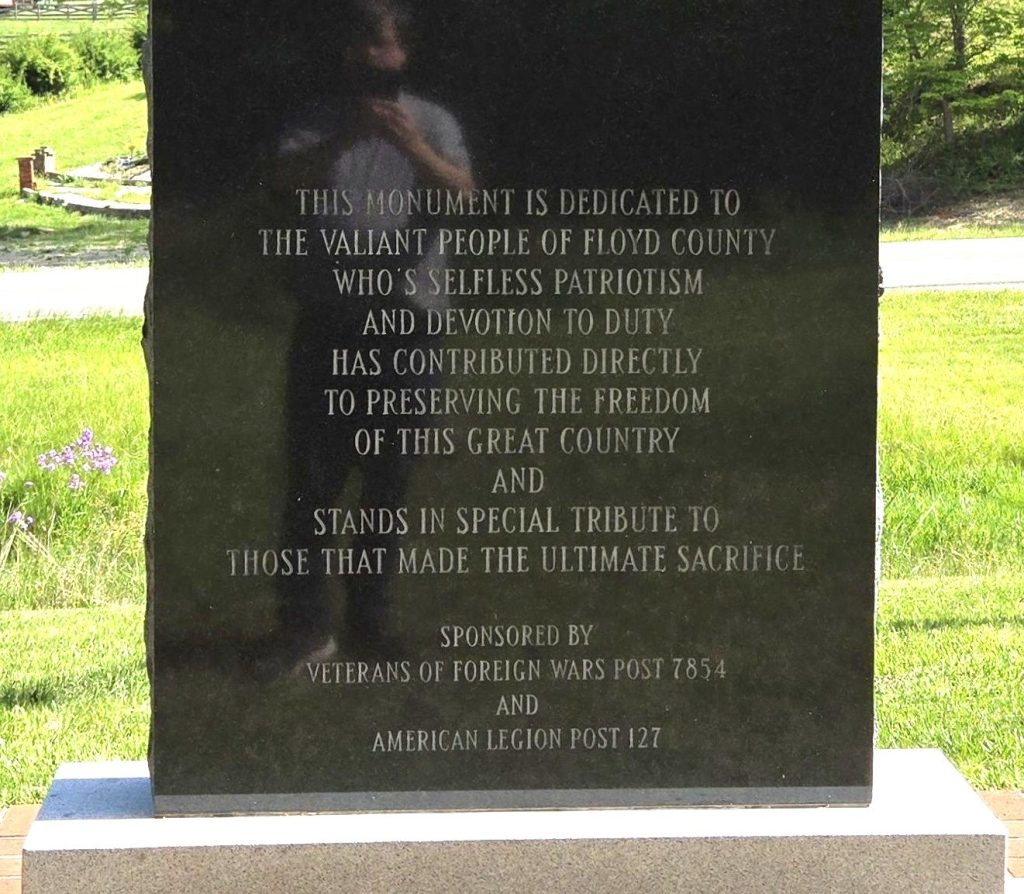 THIS MONUMENT IS DEDICATED TO
THE VALIANT PEOPLE OF FLOYD COUNTY
WHO'S SELFLESS PATRIOTISM
AND DEVOTION TO DUTY
HAS CONTRIBUTED DIRECTLY
TO PRESERVING THE FREEDOM
OF THIS GREAT COUNTRY
AND
STANDS IN SPECIAL TRIBUTE TO
THOSE THAT MADE THE ULTIMATE SACRIFICE
SPONSORED BY
VETERANS OF FOREIGN WARS POST 7854
AND
AMERICAN LEGION POST 127